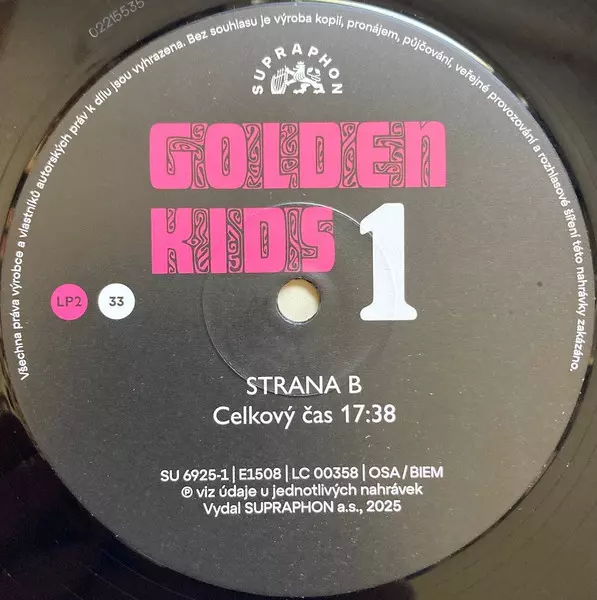 02215535
Všechna práva výrobce a vlastníků autorských práv k dílu jsou vyhrazena. Bez souhlasu je výroba kopií, pronájem, půjčování, veřejné provozování a rozhlasové šíření této nahrávky zakázáno.
SUPRAPHON
GOLDEN
KIDS 1
LP2 33
STRANA B
Celkový čas 17:38
SU 6925-1 | E1508 | LC 00358 | OSA / BIEM
℗ viz údaje u jednotlivých nahrávek
Vydal SUPRAPHON a.s., 2025